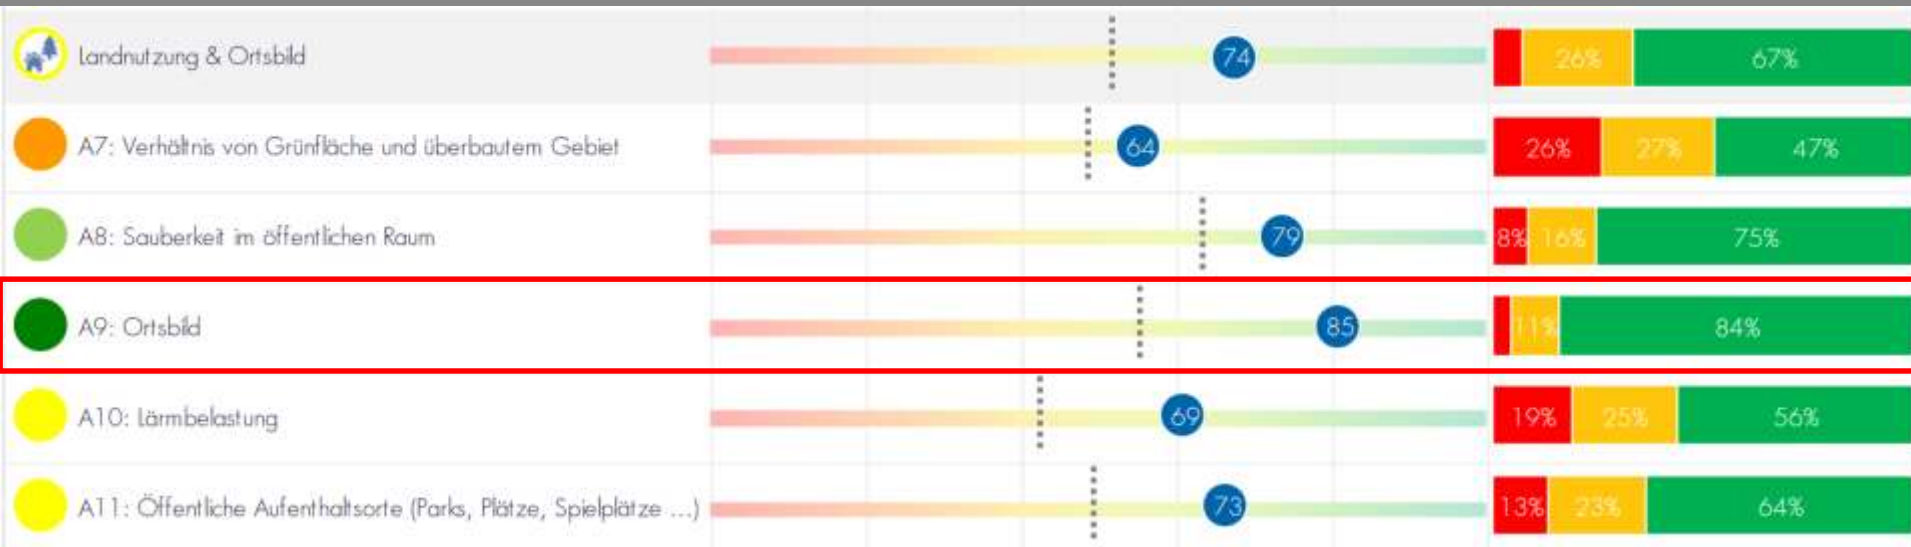 Landnutzung & Ortsbild 74 26% 67%
A7: Verhältnis von Grünfläche und überbautem Gebiet 64 26% 27% 47%
A8: Sauberkeit im öffentlichen Raum 79 8% 16% 75%
A9: Ortsbild 85 11% 84%
A10: Lärmbelastung 69 19% 25% 56%
A11: Öffentliche Aufenthaltsorte (Parks, Plätze, Spielplätze ...) 73 13% 23% 64%